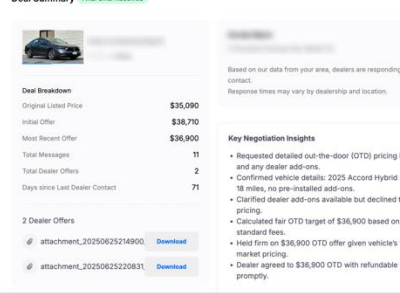 Deal Summary
Deal Breakdown
Original Listed Price $35,090
Initial Offer $38,710
Most Recent Offer $36,900
Total Messages 11
Total Dealer Offers 2
Days since Last Dealer Contact 71
2 Dealer Offers
attachment_20250625214900_ Download
attachment_20250625220831_ Download
Based on our data from your area, dealers are responding
contact.
Response times may vary by dealership and location.
Key Negotiation Insights
• Requested detailed out-the-door (OTD) pricing
and any dealer add-ons.
• Confirmed vehicle details: 2025 Accord Hybrid
18 miles, no pre-installed add-ons.
• Clarified dealer add-ons available but declined
pricing.
• Calculated fair OTD target of $36,900 based on
standard fees.
• Held firm on $36,900 OTD offer given vehicle's
market pricing.
• Dealer agreed to $36,900 OTD with refundable
promptly.